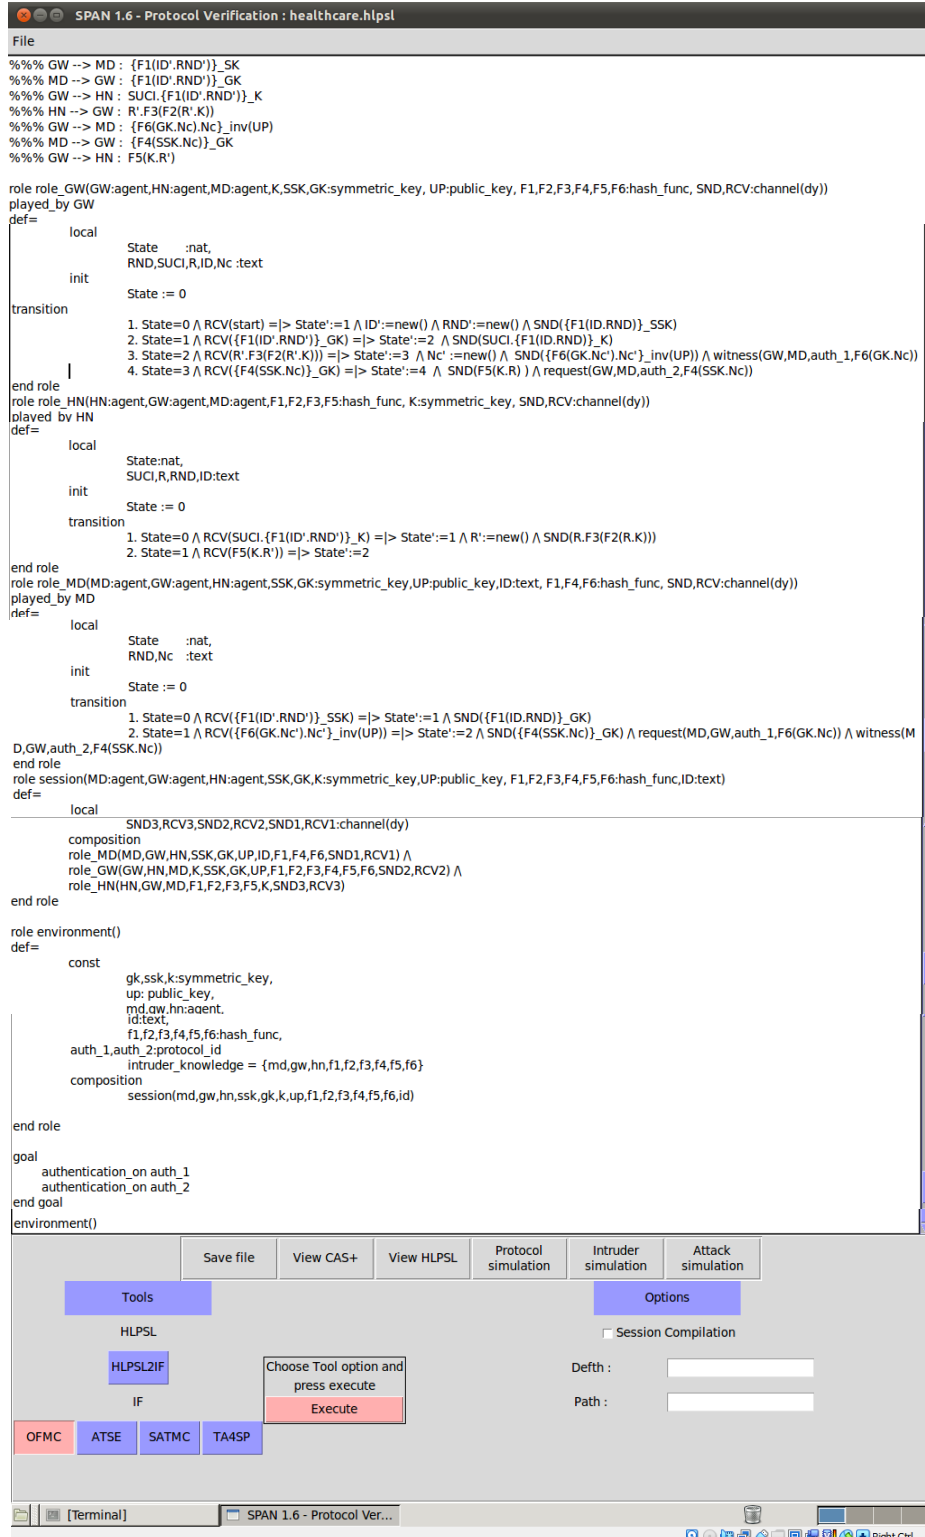 SPAN 1.6 - Protocol Verification : healthcare.hlpsl
File
%%% GW --> MD : {F1(ID'.RND')}_SK
%%% MD --> GW : {F1(ID'.RND')}_GK
%%% GW --> HN : SUCI.{F1(ID'.RND')}_K
%%% HN --> GW : R'.F3(F2(R'.K))
%%% GW --> MD : {F6(GK.Nc).Nc}_inv(UP)
%%% MD --> GW : {F4(SSK.Nc)}_GK
%%% GW --> HN : F5(K.R')
role role_GW(GW:agent,HN:agent,MD:agent,K,SSK,GK:symmetric_key, UP:public_key, F1,F2,F3,F4,F5,F6:hash_func, SND,RCV:channel(dy))
played_by GW
def=
local
State :nat,
RND,SUCI,R,ID,Nc :text
init
State := 0
transition
1. State=0 /\ RCV(start) =|> State':=1 /\ ID':=new() /\ RND':=new() /\ SND({F1(ID.RND)}_SSK)
2. State=1 /\ RCV({F1(ID'.RND')}_GK) =|> State':=2 /\ SND(SUCI.{F1(ID.RND)}_K)
3. State=2 /\ RCV(R'.F3(F2(R'.K))) =|> State':=3 /\ Nc' :=new() /\ SND({F6(GK.Nc').Nc'}_inv(UP)) /\ witness(GW,MD,auth_1,F6(GK.Nc))
4. State=3 /\ RCV({F4(SSK.Nc)}_GK) =|> State':=4 /\ SND(F5(K.R) ) /\ request(GW,MD,auth_2,F4(SSK.Nc))
end role
role role_HN(HN:agent,GW:agent,MD:agent,F1,F2,F3,F5:hash_func, K:symmetric_key, SND,RCV:channel(dy))
played_by HN
def=
local
State:nat,
SUCI,R,RND,ID:text
init
State := 0
transition
1. State=0 /\ RCV(SUCI.{F1(ID'.RND')}_K) =|> State':=1 /\ R':=new() /\ SND(R.F3(F2(R.K)))
2. State=1 /\ RCV(F5(K.R')) =|> State':=2
end role
role role_MD(MD:agent,GW:agent,HN:agent,SSK,GK:symmetric_key,UP:public_key,ID:text, F1,F4,F6:hash_func, SND,RCV:channel(dy))
played_by MD
def=
local
State :nat,
RND,Nc :text
init
State := 0
transition
1. State=0 /\ RCV({F1(ID'.RND')}_SSK) =|> State':=1 /\ SND({F1(ID.RND)}_GK)
2. State=1 /\ RCV({F6(GK.Nc').Nc'}_inv(UP)) =|> State':=2 /\ SND({F4(SSK.Nc)}_GK) /\ request(MD,GW,auth_1,F6(GK.Nc)) /\ witness(M
D,GW,auth_2,F4(SSK.Nc))
end role
role session(MD:agent,GW:agent,HN:agent,SSK,GK,K:symmetric_key,UP:public_key, F1,F2,F3,F4,F5,F6:hash_func,ID:text)
def=
local
SND3,RCV3,SND2,RCV2,SND1,RCV1:channel(dy)
composition
role_MD(MD,GW,HN,SSK,GK,UP,ID,F1,F4,F6,SND1,RCV1) /\
role_GW(GW,HN,MD,K,SSK,GK,UP,F1,F2,F3,F4,F5,F6,SND2,RCV2) /\
role_HN(HN,GW,MD,F1,F2,F3,F5,K,SND3,RCV3)
end role
role environment()
def=
const
gk,ssk,k:symmetric_key,
up: public_key,
md,gw,hn:agent,
id:text,
f1,f2,f3,f4,f5,f6:hash_func,
auth_1,auth_2:protocol_id
intruder_knowledge = {md,gw,hn,f1,f2,f3,f4,f5,f6}
composition
session(md,gw,hn,ssk,gk,k,up,f1,f2,f3,f4,f5,f6,id)
end role
goal
authentication_on auth_1
authentication_on auth_2
end goal
environment()
Save file
View CAS+
View HLPSL
Protocol simulation
Intruder simulation
Attack simulation
Tools
Options
HLPSL
Session Compilation
HLPSL2IF
Choose Tool option and
press execute
Execute
Defth :
IF
Path :
OFMC
ATSE
SATMC
TA4SP
[Terminal]
SPAN 1.6 - Protocol Ver...
Right Ctrl